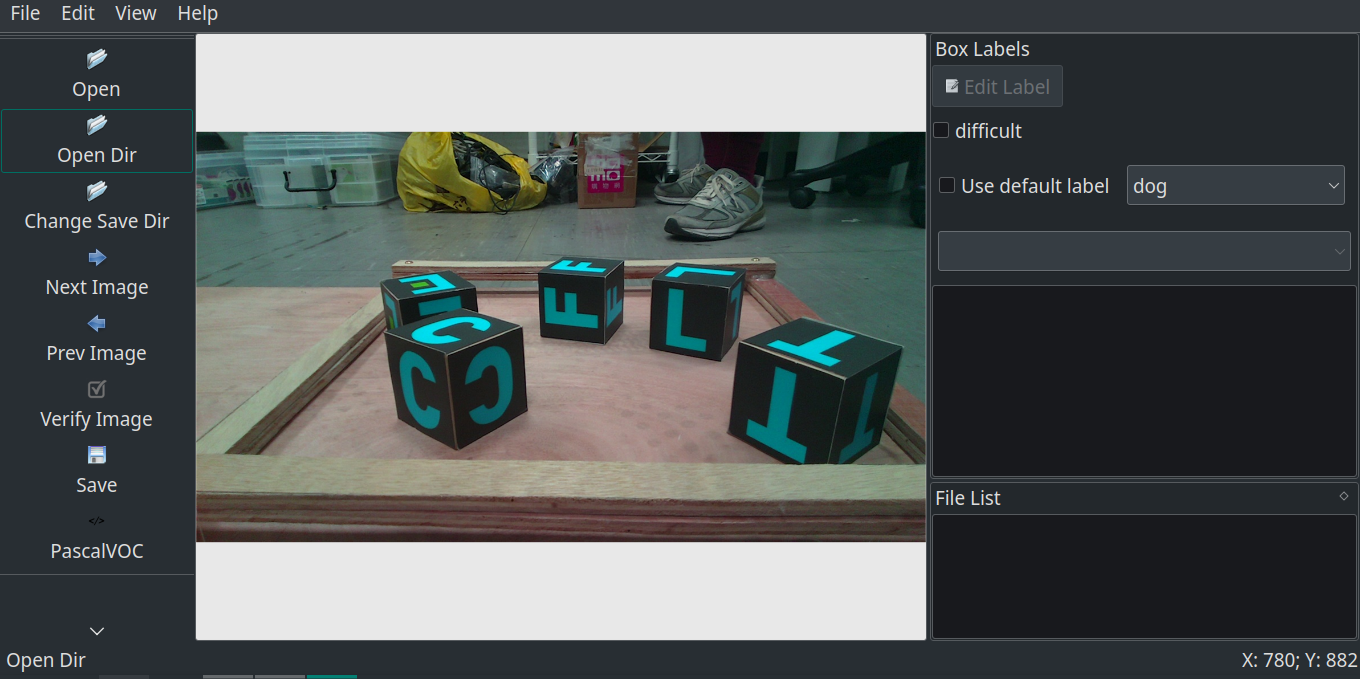 File Edit View Help
Open
Open Dir
Change Save Dir
Next Image
Prev Image
Verify Image
Save
</>
PascalVOC
Open Dir
F
F
F
L
L
C
C
C
T
T
T
Box Labels
Edit Label
difficult
Use default label dog
File List
X: 780; Y: 882